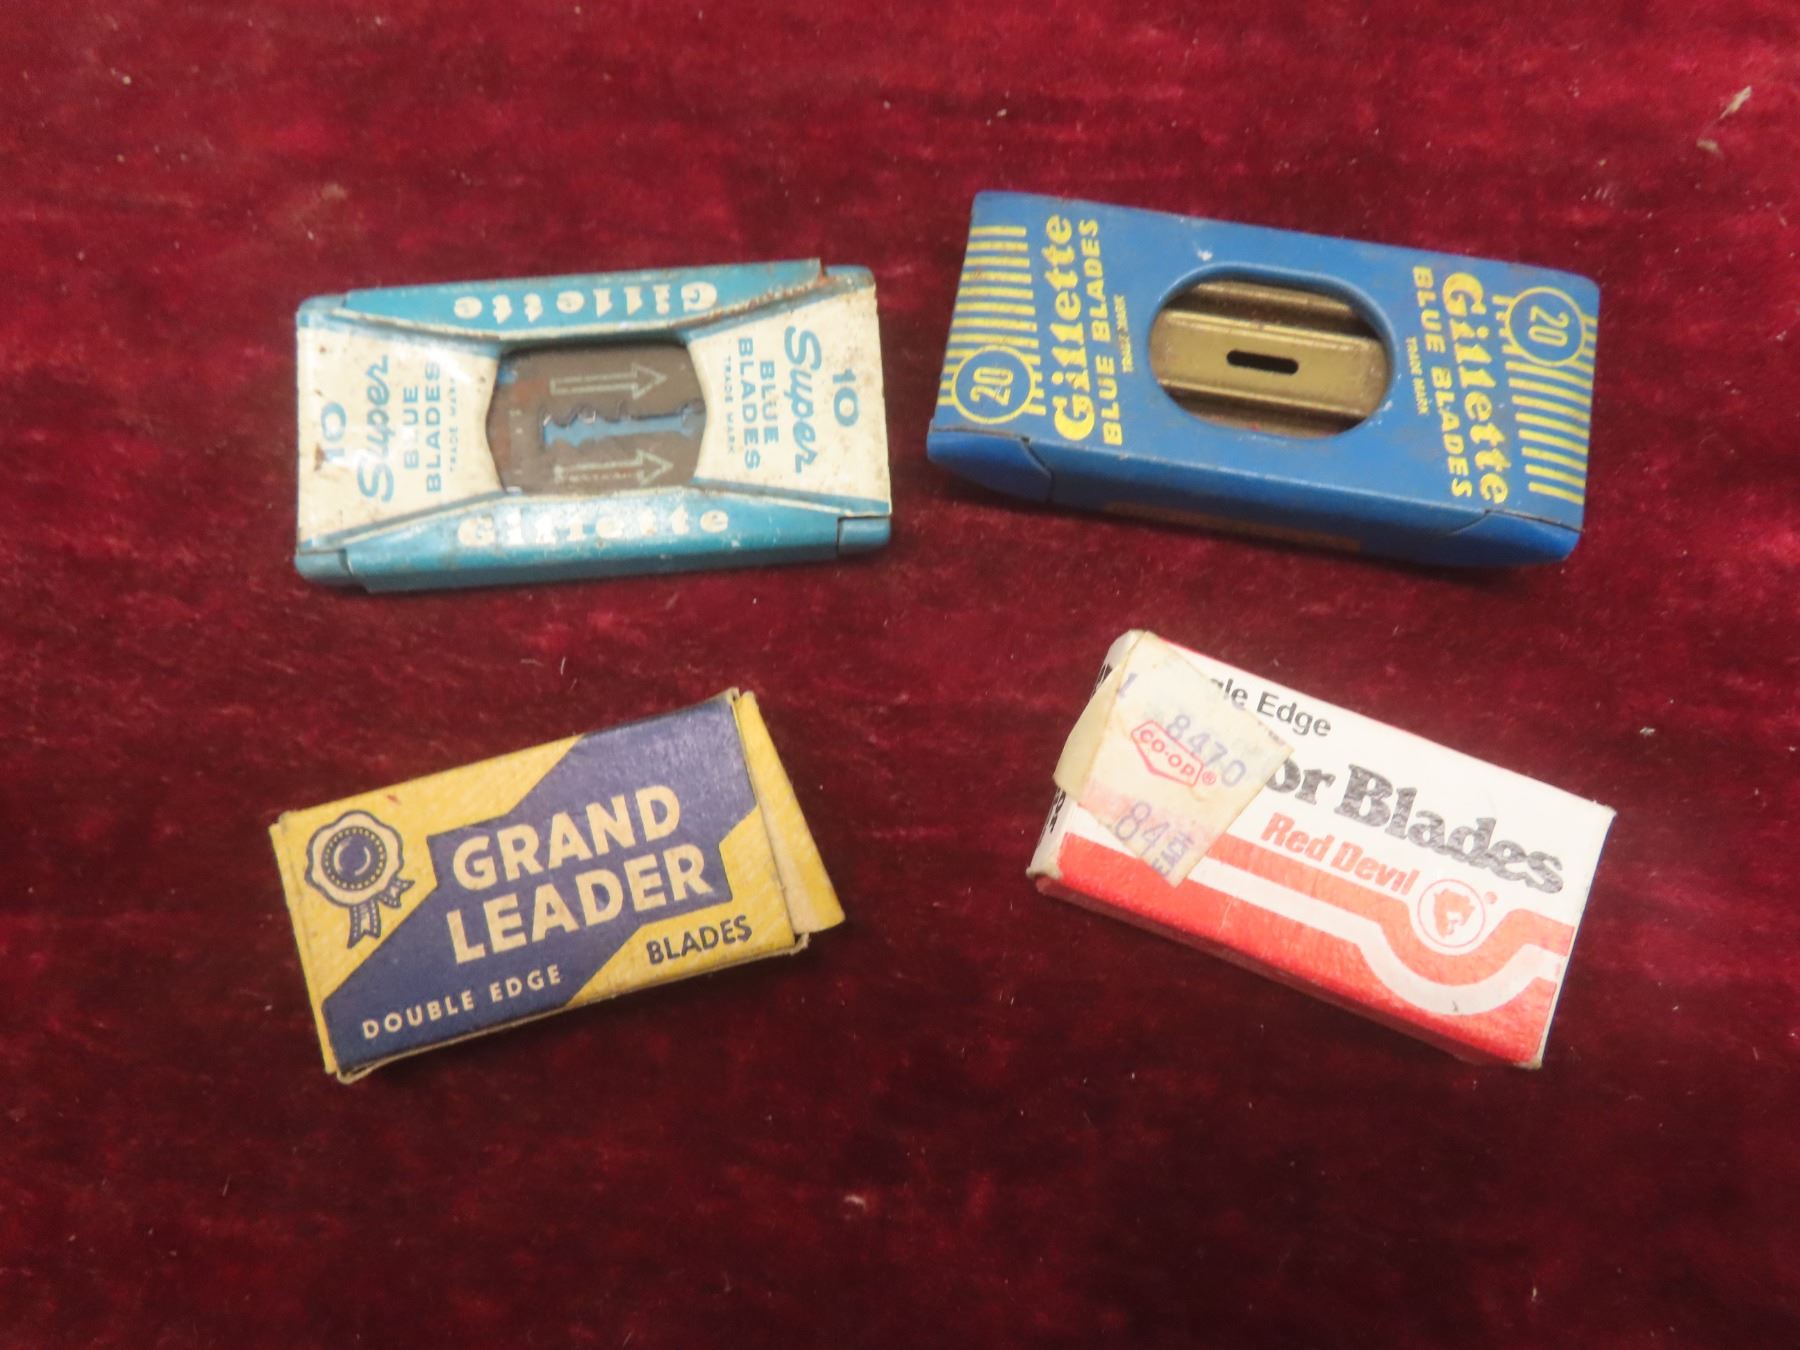 Gillette
10
Super
BLUE
BLADES
TRADE MARK
10
Super
BLUE
BLADES
TRADE MARK
Gillette
20
Gillette
BLUE BLADES
TRADE MARK
20
Gillette
BLUE BLADES
TRADE MARK
GRAND
LEADER
BLADES
DOUBLE EDGE
Edge
Blades
Red Devil
®
1
8470
CO-OP ®
84
EACH